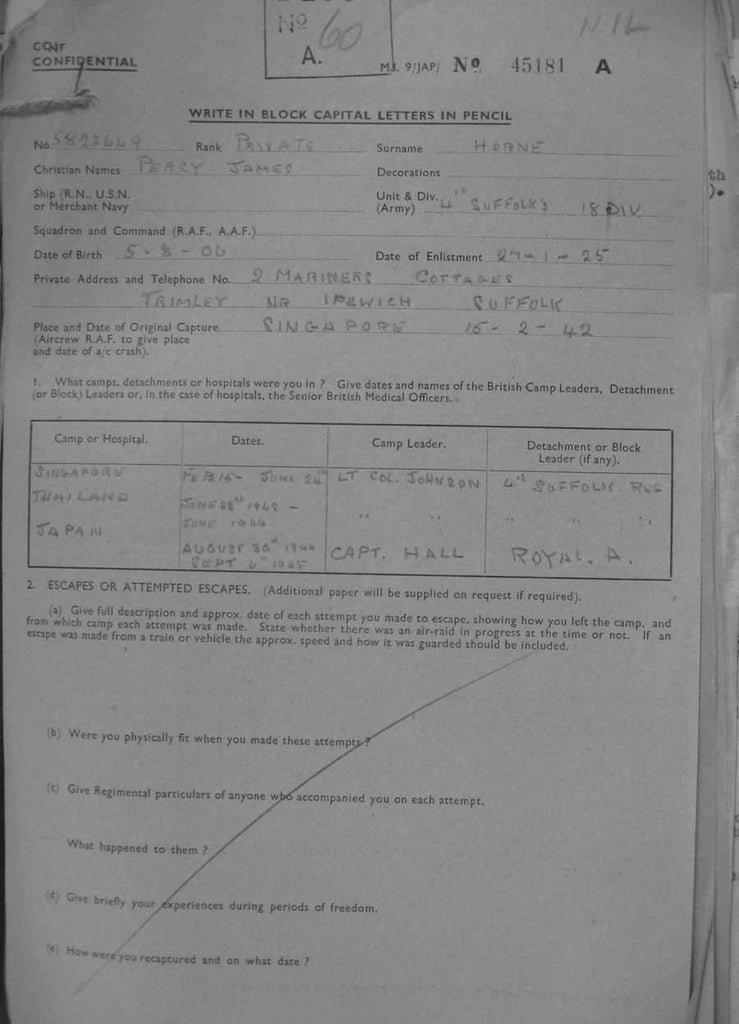 Nº 60
A.
NIL
CONF
CONFIDENTIAL
M.I. 9/JAP/ Nº 45181 A
WRITE IN BLOCK CAPITAL LETTERS IN PENCIL
No. 5823649 Rank PRIVATE Surname HORNE
Christian Names PERCY JAMES Decorations
Ship (R.N., U.S.N. Unit & Div.
or Merchant Navy (Army) 4TH SUFFOLKS 18 DIV
Squadron and Command (R.A.F., A.A.F.)
Date of Birth 5-8-06 Date of Enlistment 27-1-25
Private Address and Telephone No. 2 MARINERS COTTAGES
TRIMLEY NR IPSWICH SUFFOLK
Place and Date of Original Capture SINGAPORE 15-2-42
(Aircrew R.A.F. to give place
and date of a/c crash).
1. What camps, detachments or hospitals were you in ? Give dates and names of the British Camp Leaders, Detachment
(or Block) Leaders or, in the case of hospitals, the Senior British Medical Officers.
Camp or Hospital. Dates. Camp Leader. Detachment or Block
Leader (if any).
SINGAPORE FEB 15- JUNE 24TH LT. COL. JOHNSON 4TH SUFFOLK REG
THAILAND JUNE 1942 -
JUNE 1944 " " " " "
JAPAN AUGUST 1944 CAPT. HALL ROYAL. A.
SEPT 6TH 1945
2. ESCAPES OR ATTEMPTED ESCAPES. (Additional paper will be supplied on request if required).
(a) Give full description and approx. date of each attempt you made to escape, showing how you left the camp, and
from which camp each attempt was made. State whether there was an air-raid in progress at the time or not. If an
escape was made from a train or vehicle the approx. speed and how it was guarded should be included.
(b) Were you physically fit when you made these attempts ?
(c) Give Regimental particulars of anyone who accompanied you on each attempt.
What happened to them ?
(d) Give briefly your experiences during periods of freedom.
(e) How were you recaptured and on what date ?
th
).